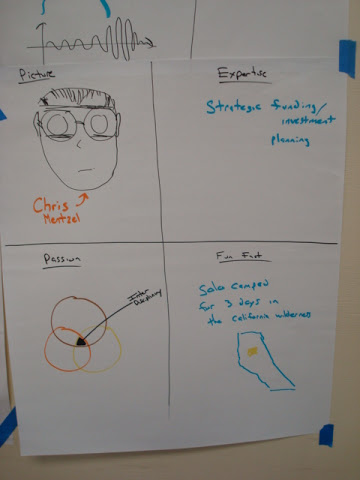 Picture
Expertise
Strategic funding/
investment
planning
Chris
Mentzel
Passion
Inter
Disciplinary
Fun Fact
Solo camped
for 3 days in
the California wilderness